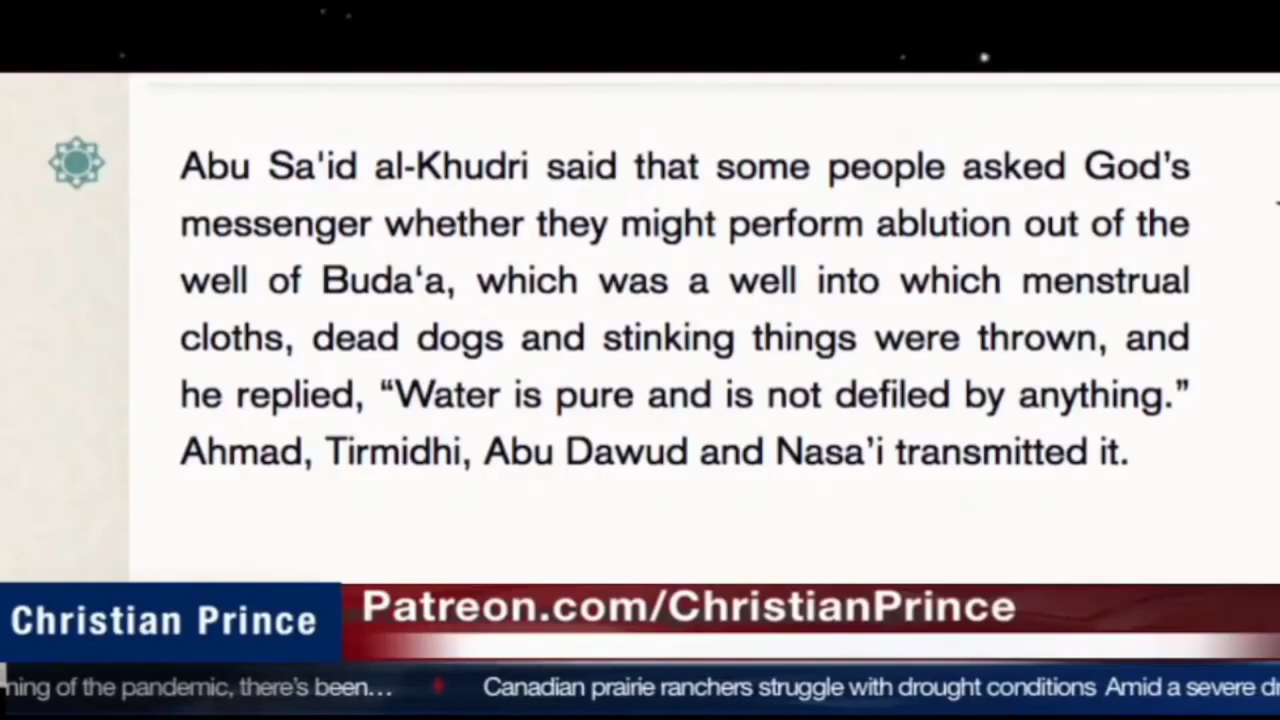 Abu Sa'id al-Khudri said that some people asked God’s
messenger whether they might perform ablution out of the
well of Buda‘a, which was a well into which menstrual
cloths, dead dogs and stinking things were thrown, and
he replied, “Water is pure and is not defiled by anything.”
Ahmad, Tirmidhi, Abu Dawud and Nasa’i transmitted it.
Christian Prince
Patreon.com/ChristianPrince
of the pandemic, there’s been... Canadian prairie ranchers struggle with drought conditions Amid a severe